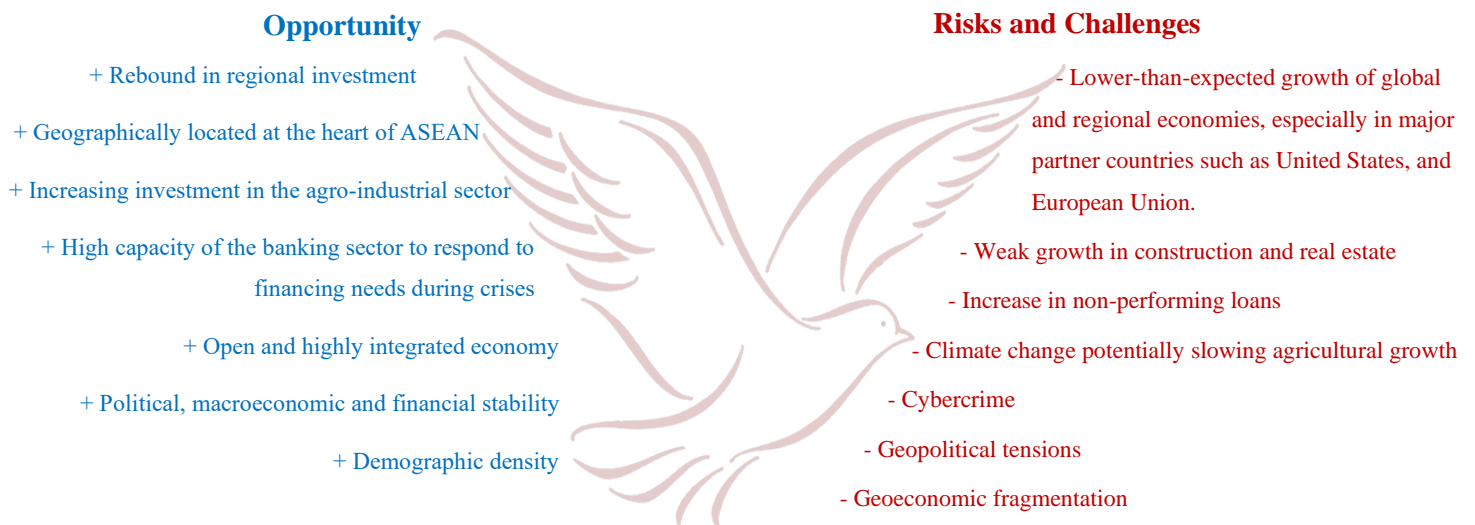 Opportunity
+ Rebound in regional investment
+ Geographically located at the heart of ASEAN
+ Increasing investment in the agro-industrial sector
+ High capacity of the banking sector to respond to
financing needs during crises
+ Open and highly integrated economy
+ Political, macroeconomic and financial stability
+ Demographic density
Risks and Challenges
- Lower-than-expected growth of global
and regional economies, especially in major
partner countries such as United States, and
European Union.
- Weak growth in construction and real estate
- Increase in non-performing loans
- Climate change potentially slowing agricultural growth
- Cybercrime
- Geopolitical tensions
- Geoeconomic fragmentation